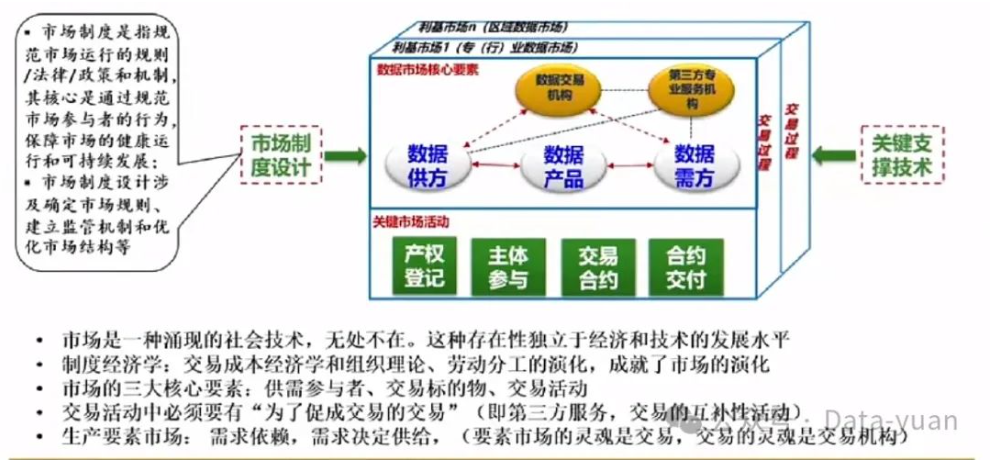 • 市场制度是指规
范市场运行的规则
/法律/政策和机制，
其核心是通过规范
市场参与者的行为，
保障市场的健康运
行和可持续发展；
• 市场制度设计涉
及确定市场规则、
建立监管机制和优
化市场结构等
市场制
度设计
利基市场n（区域数据市场）
利基市场1（专（行）业数据市场）
数据市场核心要素
数据交易
机构
第三方专
业服务机
构
数据
供方
数据
产品
数据
需方
交易过程
交易过程
关键市场活动
产权
登记
主体
参与
交易
合约
合约
交付
关键支
撑技术
• 市场是一种涌现的社会技术，无处不在。这种存在性独立于经济和技术的发展水平
• 制度经济学：交易成本经济学和组织理论、劳动分工的演化，成就了市场的演化
• 市场的三大核心要素：供需参与者、交易标的物、交易活动
• 交易活动中必须要有“为了促成交易的交易”（即第三方服务，交易的互补性活动）
• 生产要素市场： 需求依赖，需求决定供给，（要素市场的灵魂是交易，交易的灵魂是交易机构）
公众号 · Data-yuan